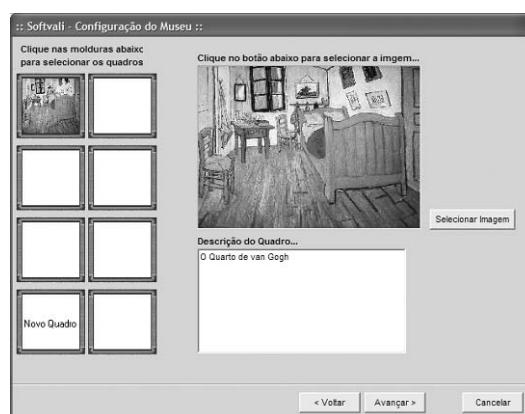 :: Softvali - Configuração do Museu ::
Clique nas molduras abaixo
para selecionar os quadros
Novo Quadro
Clique no botão abaixo para selecionar a imgem...
Selecionar Imagem
Descrição do Quadro...
O Quarto de van Gogh
< Voltar
Avançar >
Cancelar